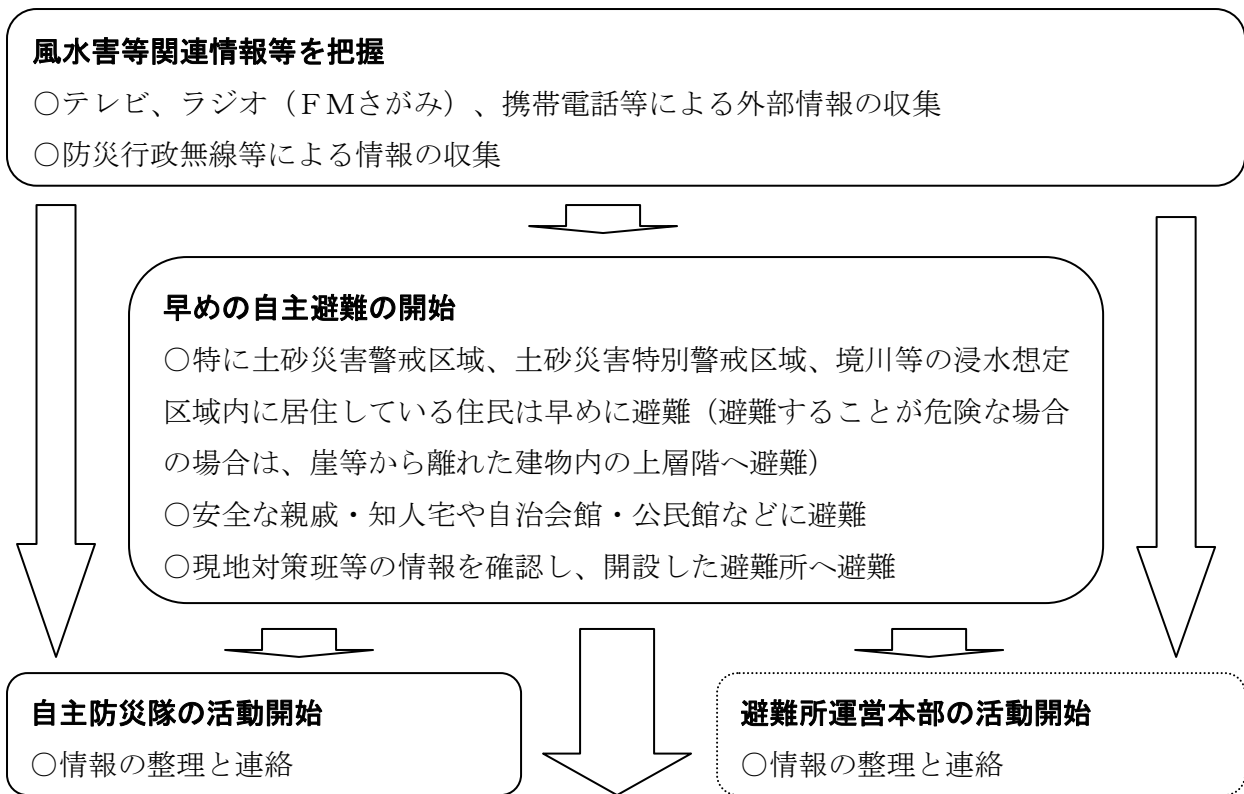 風水害等関連情報等を把握
○テレビ、ラジオ（ＦＭさがみ）、携帯電話等による外部情報の収集
○防災行政無線等による情報の収集
早めの自主避難の開始
○特に土砂災害警戒区域、土砂災害特別警戒区域、境川等の浸水想定
区域内に居住している住民は早めに避難（避難することが危険な場合
の場合は、崖等から離れた建物内の上層階へ避難）
○安全な親戚・知人宅や自治会館・公民館などに避難
○現地対策班等の情報を確認し、開設した避難所へ避難
自主防災隊の活動開始
○情報の整理と連絡
避難所運営本部の活動開始
○情報の整理と連絡